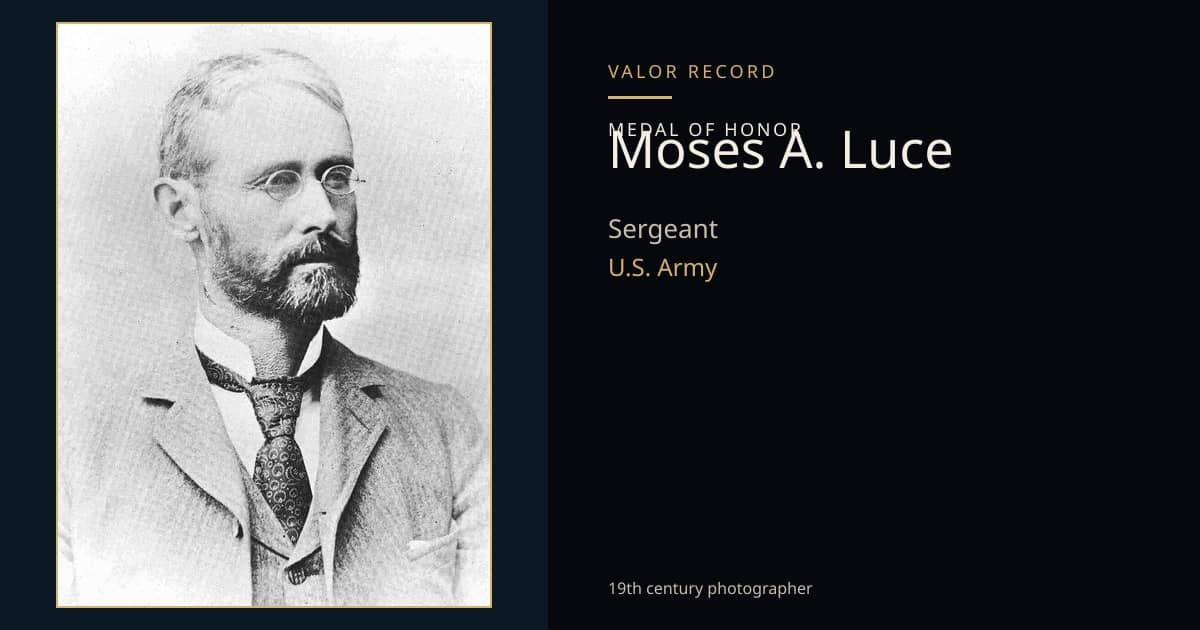 VALOR RECORD
MEDAL OF HONOR
Moses A. Luce
Sergeant
U.S. Army
19th century photographer